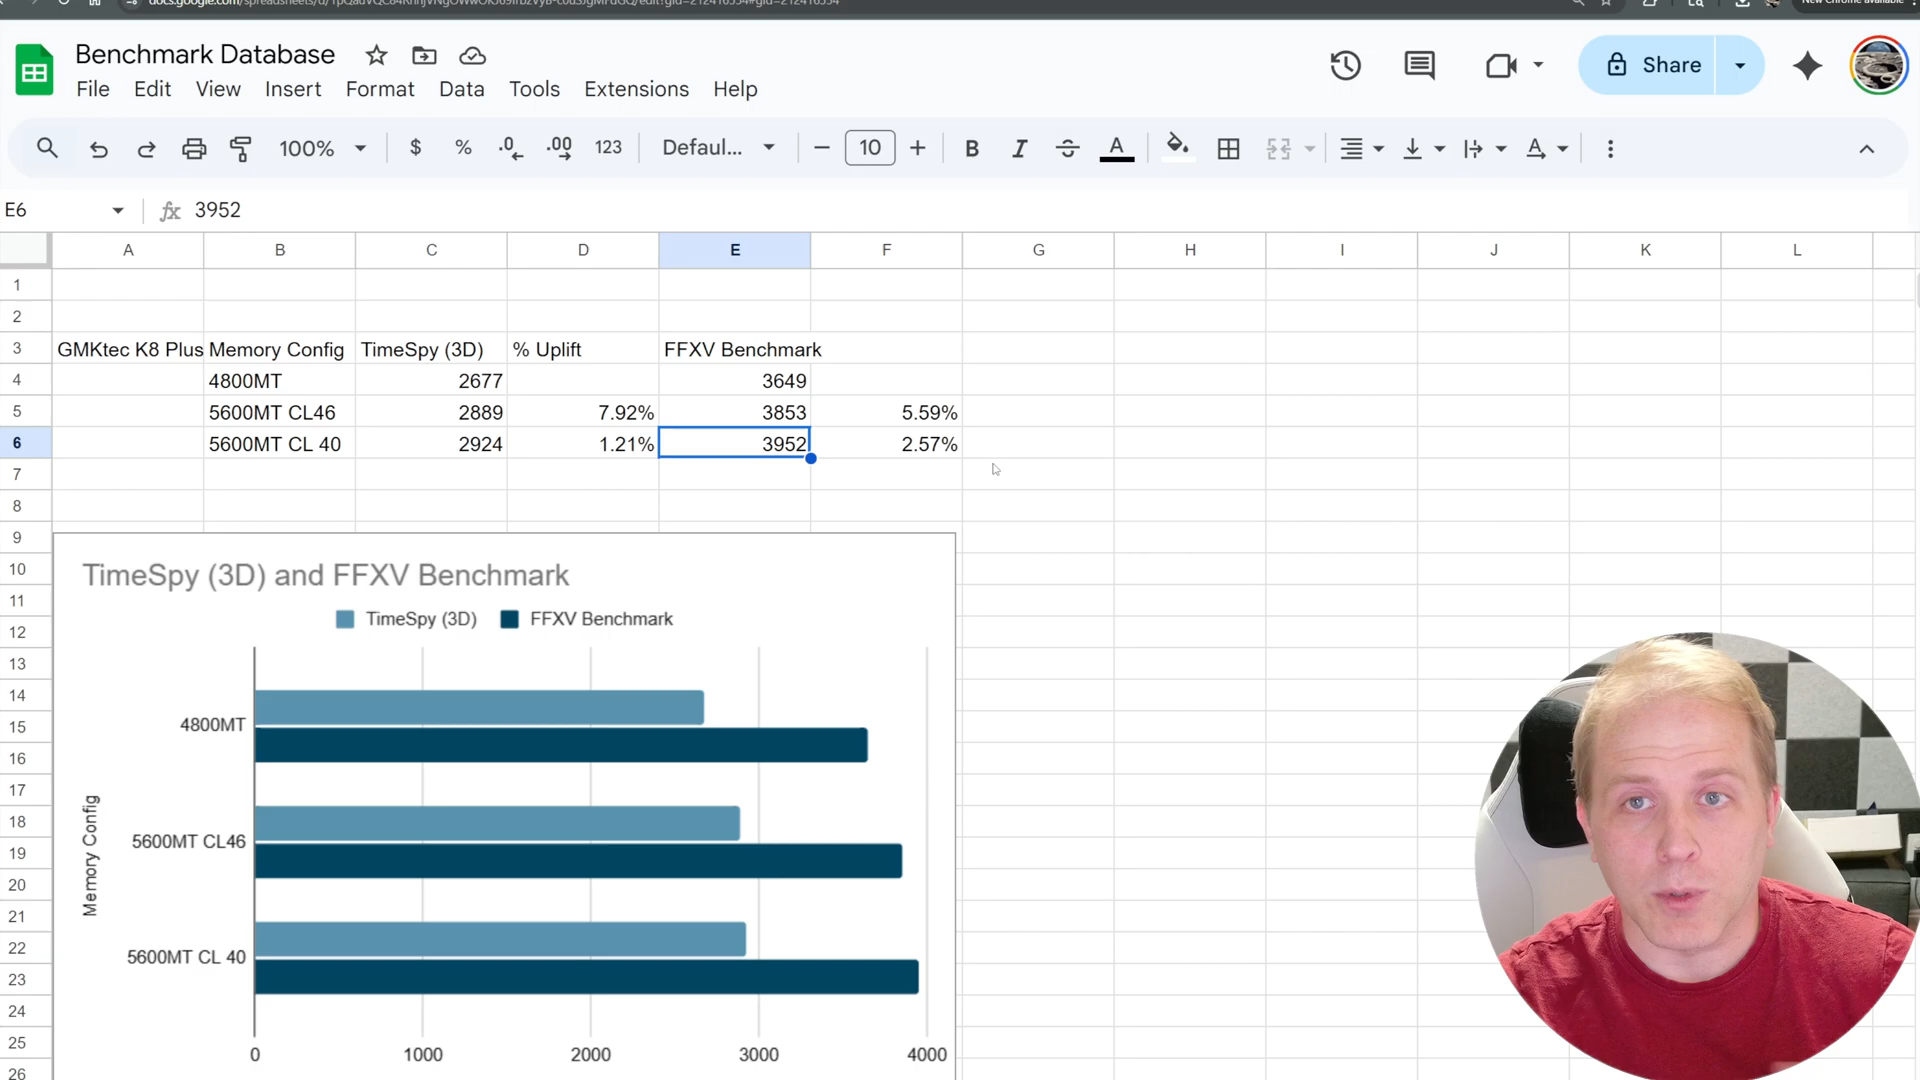 New Chrome available
Benchmark Database
File Edit View Insert Format Data Tools Extensions Help
Share
100% $ % .0 .00 123 Defaul... 10 B I A
E6 fx 3952
A B C D E F G H I J K L
1
2
3 GMKtec K8 Plus Memory Config TimeSpy (3D) % Uplift FFXV Benchmark
4 4800MT 2677 3649
5 5600MT CL46 2889 7.92% 3853 5.59%
6 5600MT CL 40 2924 1.21% 3952 2.57%
7
8
9
10
11
12
13
14
15
16
17
18
19
20
21
22
23
24
25
26
TimeSpy (3D) and FFXV Benchmark
TimeSpy (3D) FFXV Benchmark
Memory Config
4800MT
5600MT CL46
5600MT CL 40
0 1000 2000 3000 4000